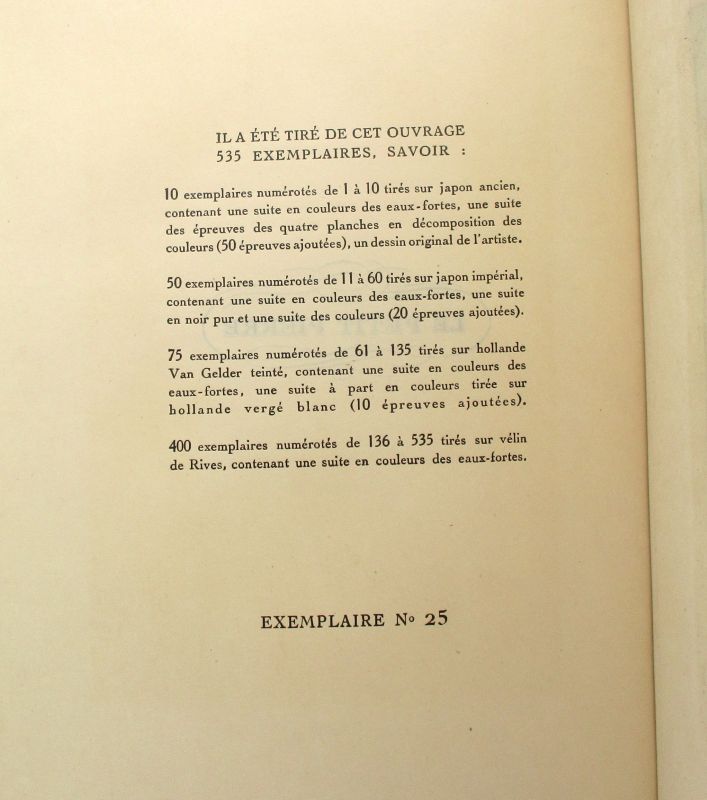 IL A ÉTÉ TIRÉ DE CET OUVRAGE
535 EXEMPLAIRES, SAVOIR :
10 exemplaires numérotés de 1 à 10 tirés sur japon ancien,
contenant une suite en couleurs des eaux-fortes, une suite
des épreuves des quatre planches en décomposition des
couleurs (50 épreuves ajoutées), un dessin original de l'artiste.
50 exemplaires numérotés de 11 à 60 tirés sur japon impérial,
contenant une suite en couleurs des eaux-fortes, une suite
en noir pur et une suite des couleurs (20 épreuves ajoutées).
75 exemplaires numérotés de 61 à 135 tirés sur hollande
Van Gelder teinté, contenant une suite en couleurs des
eaux-fortes, une suite à part en couleurs tirée sur
hollande vergé blanc (10 épreuves ajoutées).
400 exemplaires numérotés de 136 à 535 tirés sur vélin
de Rives, contenant une suite en couleurs des eaux-fortes.
EXEMPLAIRE Nº 25